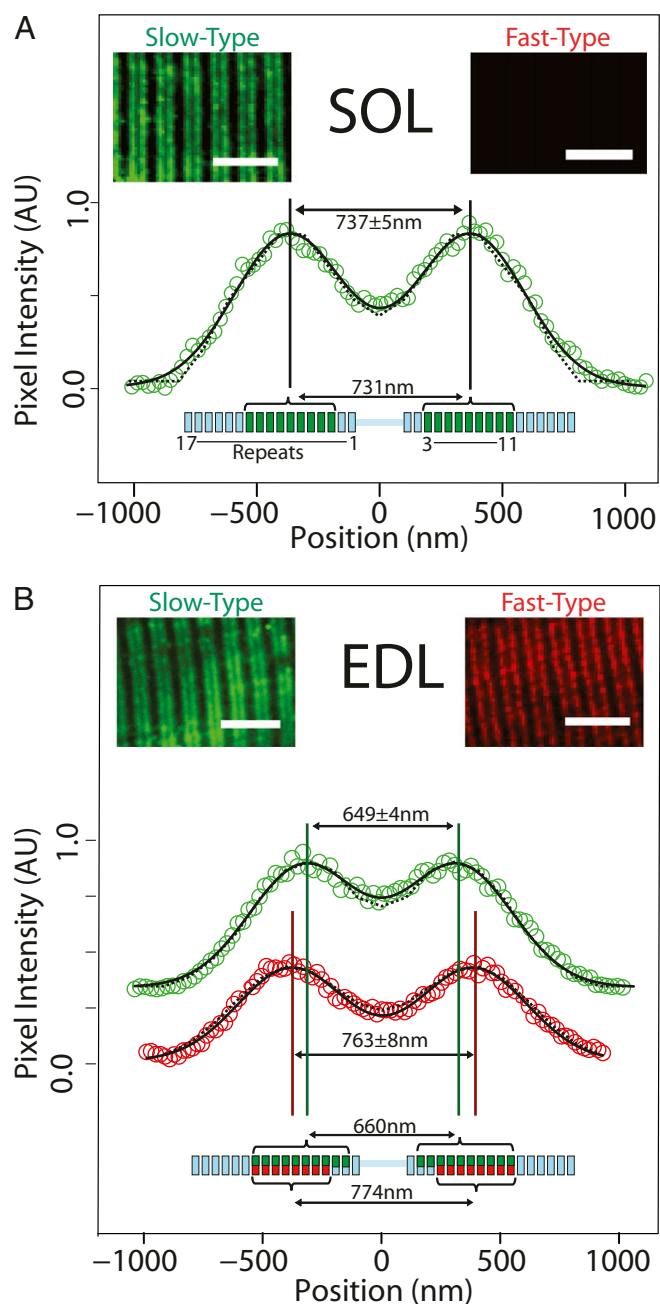 A
Slow-Type
Fast-Type
SOL
737±5nm
1.0
0.0
Pixel Intensity (AU)
731nm
17
1
3
11
Repeats
−1000
−500
0
500
1000
Position (nm)
B
Slow-Type
Fast-Type
EDL
649±4nm
1.0
0.0
Pixel Intensity (AU)
763±8nm
660nm
774nm
−1000
−500
0
500
1000
Position (nm)